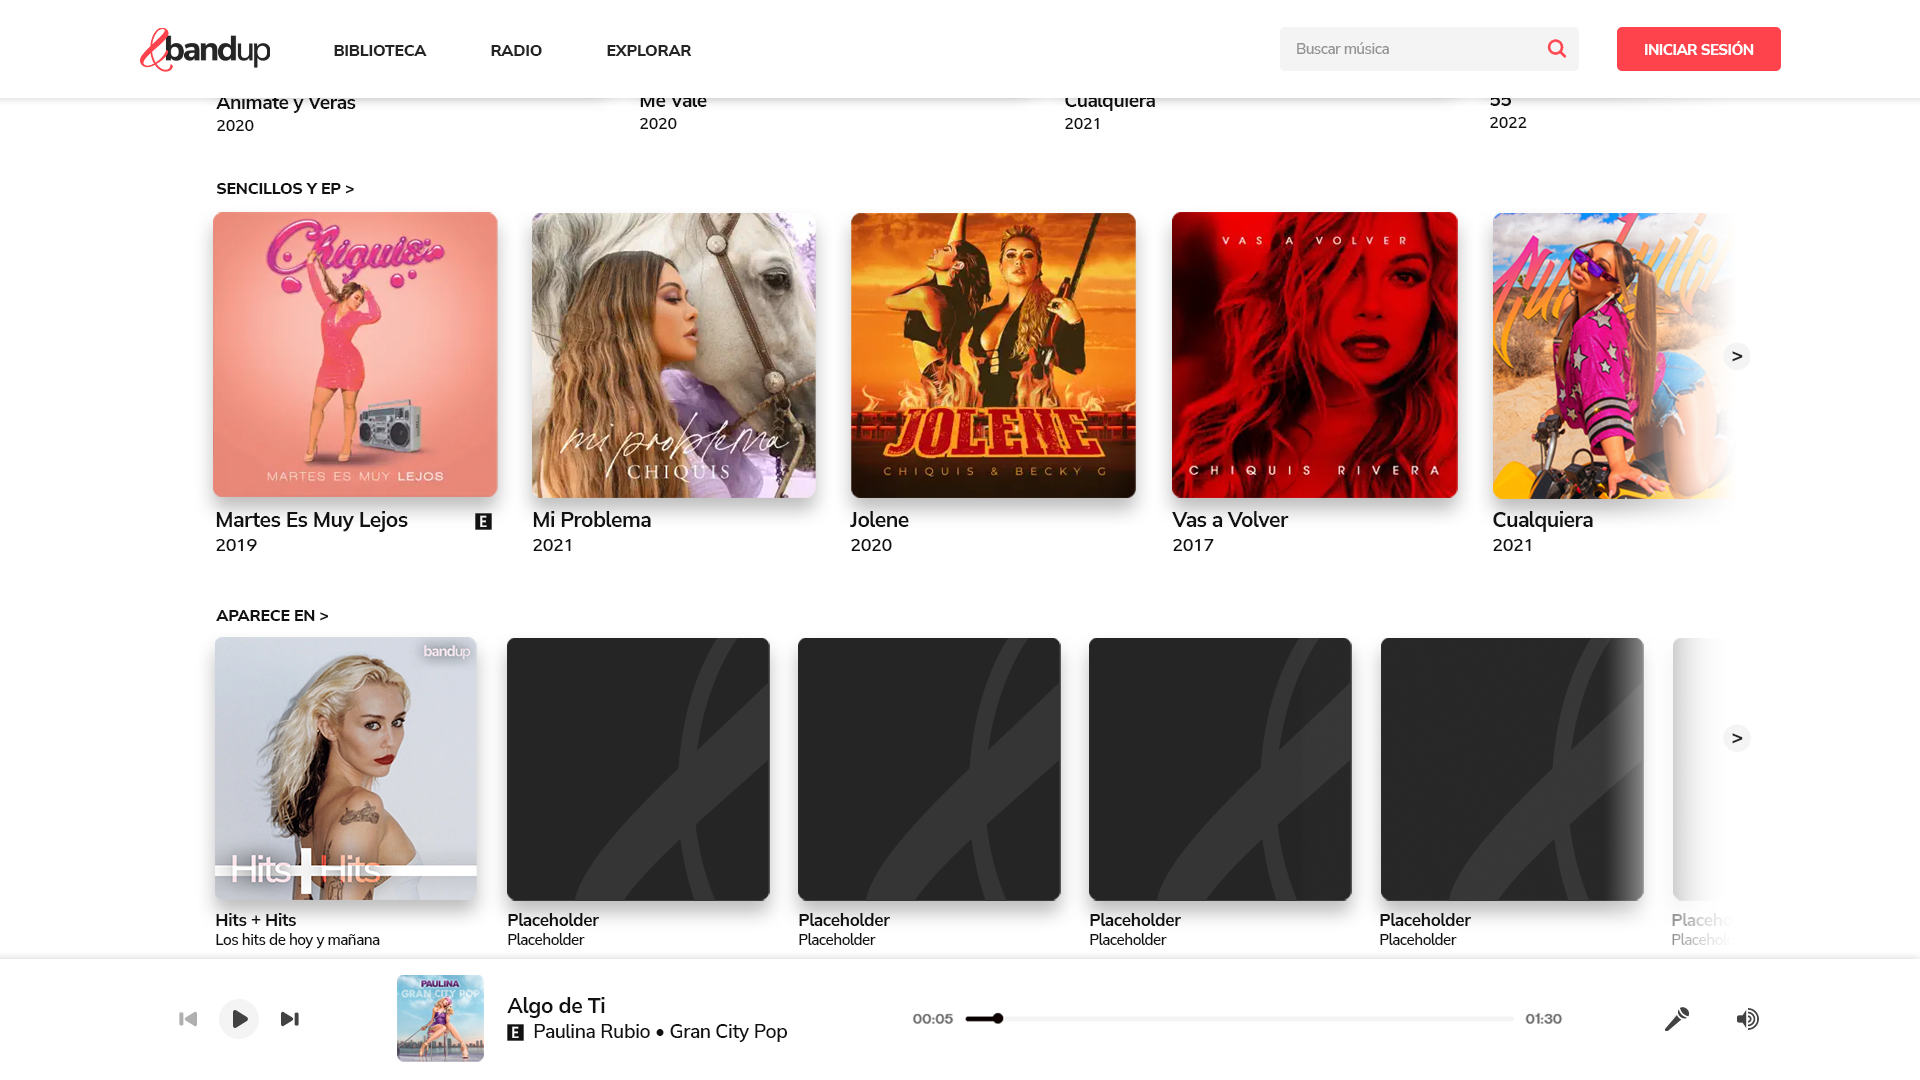 bandup
BIBLIOTECA
RADIO
EXPLORAR
Buscar música
INICIAR SESIÓN
Anímate y Verás
2020
Me Vale
2020
Cualquiera
2021
55
2022
SENCILLOS Y EP >
Chiquis
MARTES ES MUY LEJOS
mi problema
CHIQUIS
JOLENE
CHIQUIS & BECKY G
VAS A VOLVER
CHIQUIS RIVERA
>
Martes Es Muy Lejos E
2019
Mi Problema
2021
Jolene
2020
Vas a Volver
2017
Cualquiera
2021
APARECE EN >
bandup
Hits + Hits
>
Hits + Hits
Los hits de hoy y mañana
Placeholder
Placeholder
Placeholder
Placeholder
Placeholder
Placeholder
Placeholder
Placeholder
PAULINA
GRAN CITY POP
Algo de Ti
E Paulina Rubio • Gran City Pop
00:05
01:30